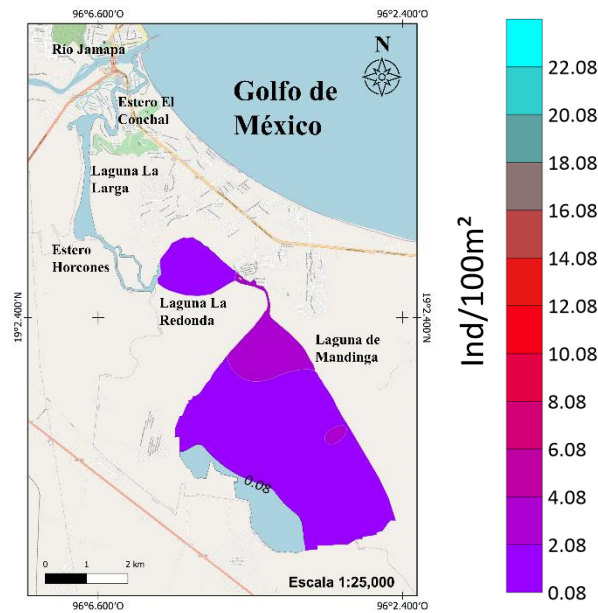 96°6.600'O
96°2.400'O
Río Jamapa
N
Estero El
Conchal
Golfo de
México
Laguna La
Larga
Estero
Horcones
Laguna La
Redonda
19°2.400'N
19°2.400'N
Laguna de
Mandinga
0.08
0 1 2 km
Escala 1:25,000
96°6.600'O
96°2.400'O
Ind/100m²
22.08
20.08
18.08
16.08
14.08
12.08
10.08
8.08
6.08
4.08
2.08
0.08